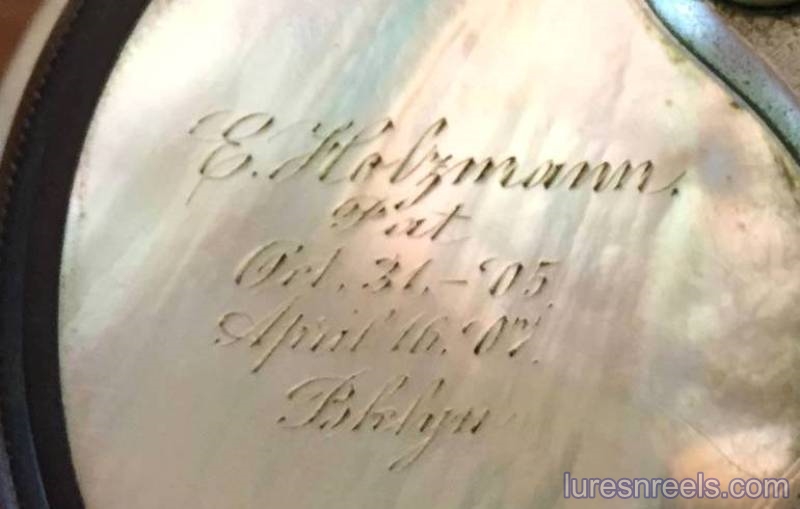 E. Holzmann.
Pat
Oct. 31.-'05.
April 16. '07.
Bklyn
luresnreels.com